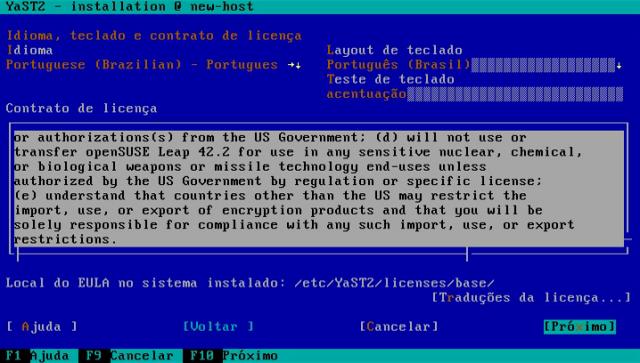 YaST2 - installation @ new-host
Idioma, teclado e contrato de licença
Idioma
Portuguese (Brazilian) - Portugues
Layout de teclado
Português (Brasil)
Teste de teclado
acentuação
Contrato de licença
or authorizations(s) from the US Government; (d) will not use or
transfer openSUSE Leap 42.2 for use in any sensitive nuclear, chemical,
or biological weapons or missile technology end-uses unless
authorized by the US Government by regulation or specific license;
(e) understand that countries other than the US may restrict the
import, use, or export of encryption products and that you will be
solely responsible for compliance with any such import, use, or export
restrictions.
Local do EULA no sistema instalado: /etc/YaST2/licenses/base/
[Traduções da licença...]
[ Ajuda ] [Voltar ] [Cancelar] [Próximo]
F1 Ajuda F9 Cancelar F10 Próximo